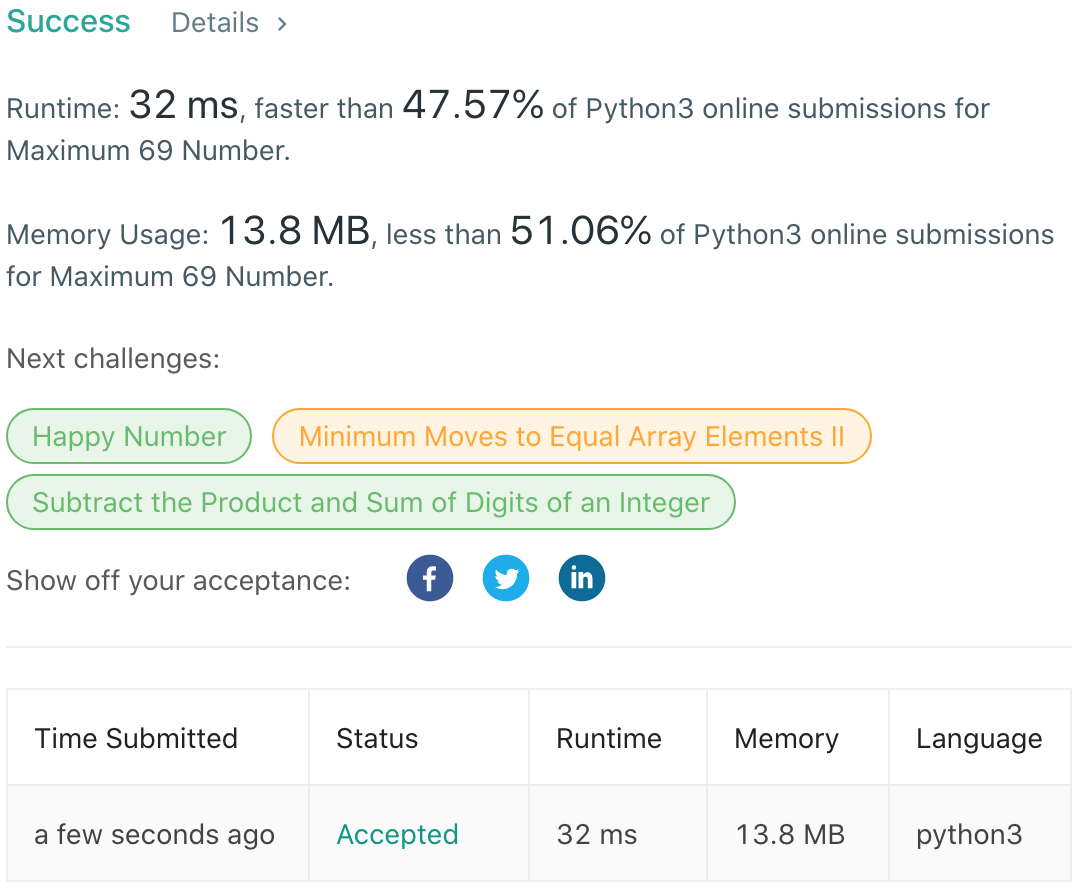 Success Details >
Runtime: 32 ms, faster than 47.57% of Python3 online submissions for
Maximum 69 Number.
Memory Usage: 13.8 MB, less than 51.06% of Python3 online submissions
for Maximum 69 Number.
Next challenges:
Happy Number Minimum Moves to Equal Array Elements II
Subtract the Product and Sum of Digits of an Integer
Show off your acceptance: f in
Time Submitted Status Runtime Memory Language
a few seconds ago Accepted 32 ms 13.8 MB python3